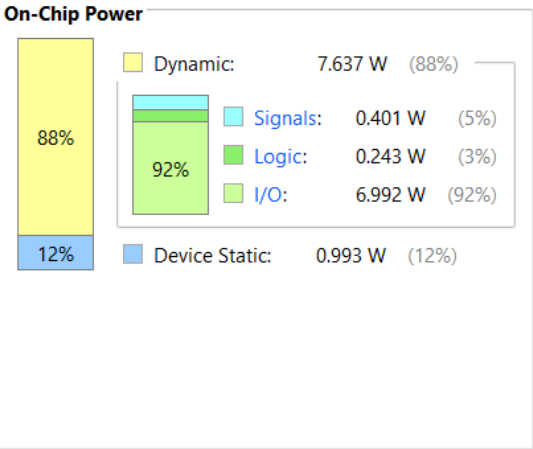 On-Chip Power
88%
12%
Dynamic: 7.637 W (88%)
92%
Signals: 0.401 W (5%)
Logic: 0.243 W (3%)
I/O: 6.992 W (92%)
Device Static: 0.993 W (12%)